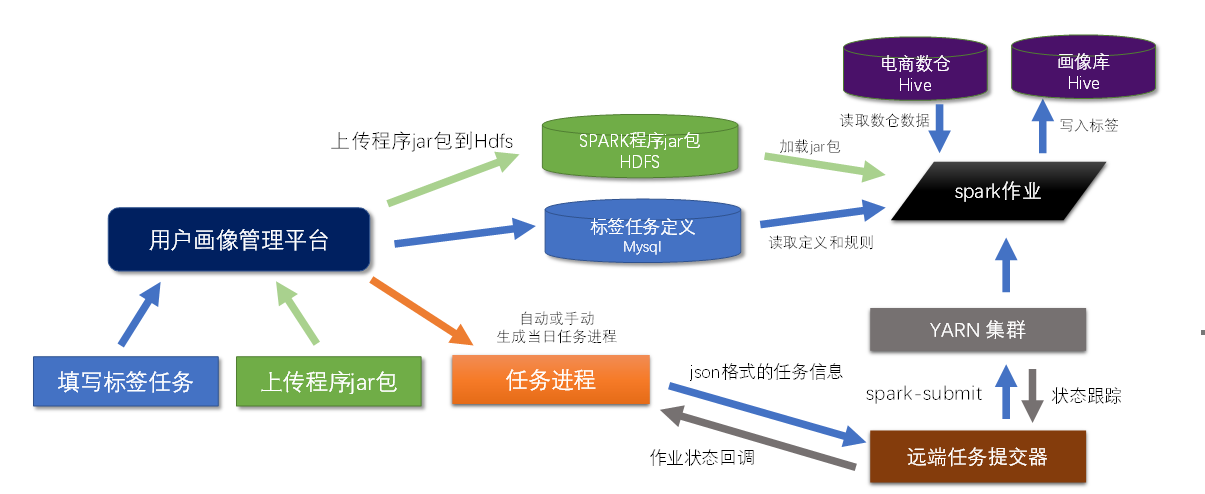 电商数仓
Hive
画像库
Hive
读取数仓数据
写入标签
上传程序jar包到Hdfs
SPARK程序jar包
HDFS
加载jar包
spark作业
用户画像管理平台
标签任务定义
Mysql
读取定义和规则
自动或手动
生成当日任务进程
YARN 集群
填写标签任务
上传程序jar包
任务进程
json格式的任务信息
spark-submit
状态跟踪
作业状态回调
远端任务提交器